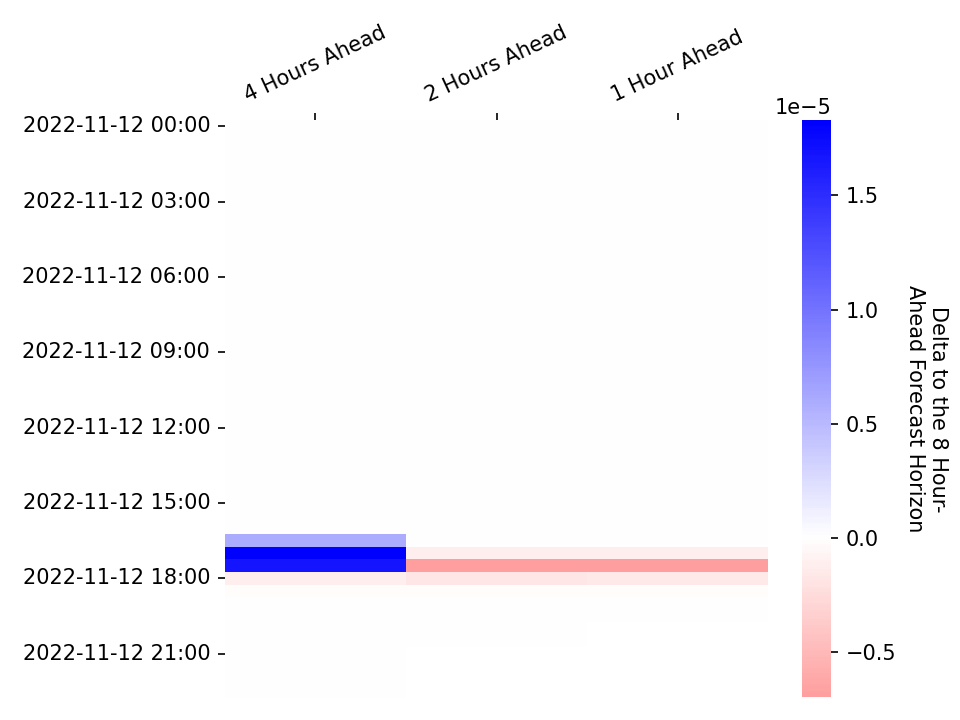 4 Hours Ahead
2 Hours Ahead
1 Hour Ahead
1e−5
2022-11-12 00:00
2022-11-12 03:00
2022-11-12 06:00
2022-11-12 09:00
2022-11-12 12:00
2022-11-12 15:00
2022-11-12 18:00
2022-11-12 21:00
1.5
1.0
0.5
0.0
−0.5
Delta to the 8 Hour-
Ahead Forecast Horizon